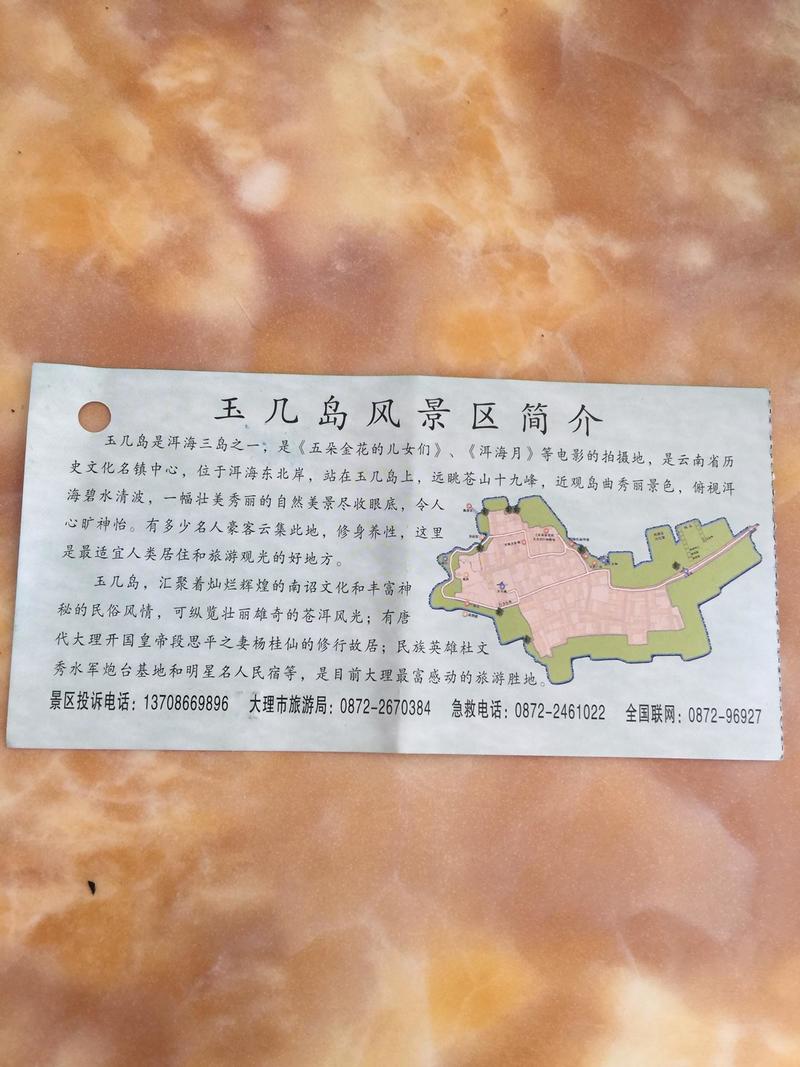 玉几岛风景区简介
玉几岛是洱海三岛之一，是《五朵金花的儿女们》、《洱海月》等电影的拍摄地，是云南省历
史文化名镇中心，位于洱海东北岸，站在玉几岛上，远眺苍山十九峰，近观岛曲秀丽景色，俯视洱
海碧水清波，一幅壮美秀丽的自然美景尽收眼底，令人
心旷神怡。有多少名人豪客云集此地，修身养性，这里
是最适宜人类居住和旅游观光的好地方。
玉几岛，汇聚着灿烂辉煌的南诏文化和丰富神
秘的民俗风情，可纵览壮丽雄奇的苍洱风光；有唐
代大理开国皇帝段思平之妻杨桂仙的修行故居；民族英雄杜文
秀水军炮台基地和明星名人民宿等，是目前大理最富感动的旅游胜地。
景区投诉电话：13708669896 大理市旅游局：0872-2670384 急救电话：0872-2461022 全国联网：0872-96927